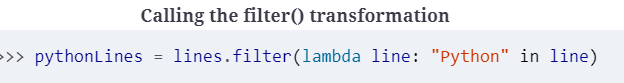 Calling the filter() transformation
>>> pythonLines = lines.filter(lambda line: "Python" in line)